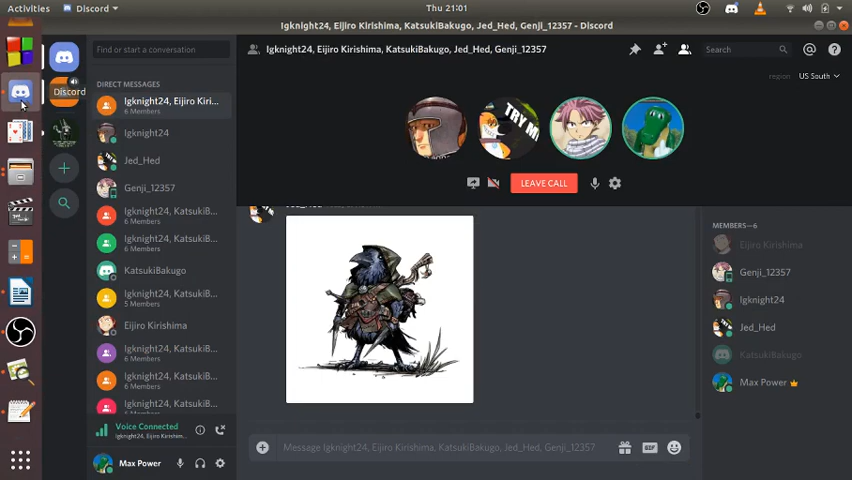 Activities
Discord
Thu 21:01
Igknight24, Eijiro Kirishima, KatsukiBakugo, Jed_Hed, Genji_12357 - Discord
Find or start a conversation
Igknight24, Eijiro Kirishima, KatsukiBakugo, Jed_Hed, Genji_12357
Search
region US South
Discord
DIRECT MESSAGES
Igknight24, Eijiro Kiri...
6 Members
Igknight24
Jed_Hed
Genji_12357
Igknight24, KatsukiB...
6 Members
Igknight24, KatsukiB...
6 Members
KatsukiBakugo
Igknight24, KatsukiB...
5 Members
Eijiro Kirishima
Igknight24, KatsukiB...
6 Members
Igknight24, KatsukiB...
6 Members
Igknight24, KatsukiB...
Voice Connected
Igknight24, Eijiro Kirishim...
Max Power
TRY ME
LEAVE CALL
Message Igknight24, Eijiro Kirishima, KatsukiBakugo, Jed_Hed, Genji_12357
GIF
MEMBERS—6
Eijiro Kirishima
Genji_12357
Igknight24
Jed_Hed
KatsukiBakugo
Max Power